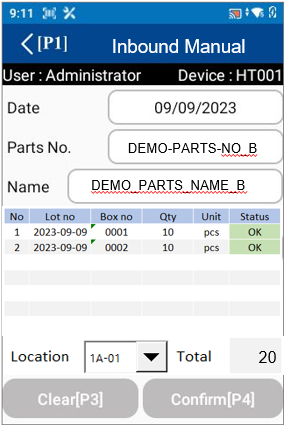 9:11
[P1] Inbound Manual
User : Administrator Device : HT001
Date 09/09/2023
Parts No. DEMO-PARTS-NO_B
Name DEMO_PARTS_NAME_B
No Lot no Box no Qty Unit Status
1 2023-09-09 0001 10 pcs OK
2 2023-09-09 0002 10 pcs OK
Location 1A-01 Total 20
Clear[P3] Confirm[P4]